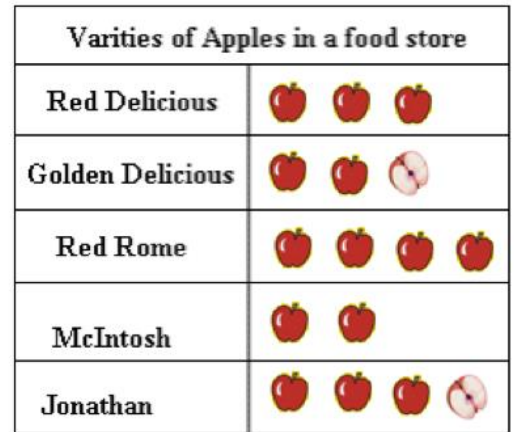 Varities of Apples in a food store
Red Delicious
Golden Delicious
Red Rome
McIntosh
Jonathan